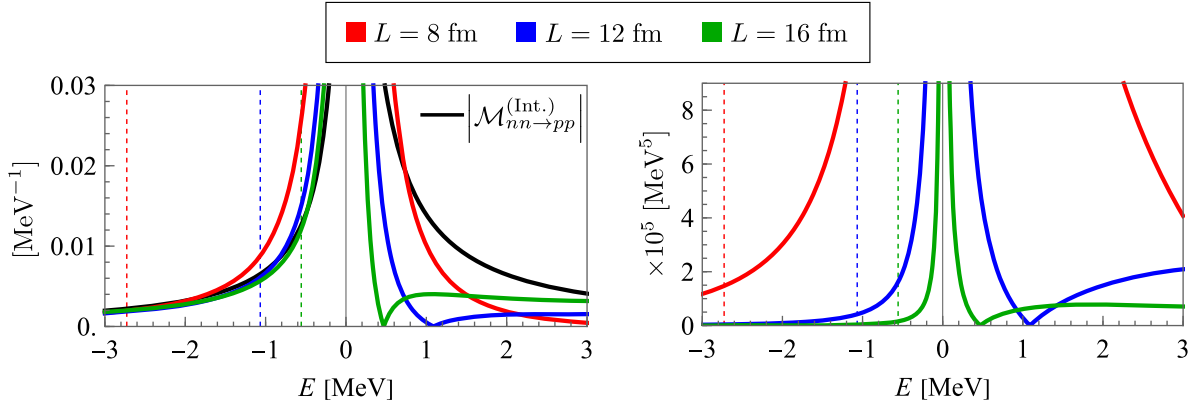 L = 8 fm L = 12 fm L = 16 fm
[MeV⁻¹]
0.03
0.02
0.01
0.
|𝓜^(Int.)_{nn→pp}|
−3 −2 −1 0 1 2 3
E [MeV]
×10⁵ [MeV⁵]
8
6
4
2
0
−3 −2 −1 0 1 2 3
E [MeV]